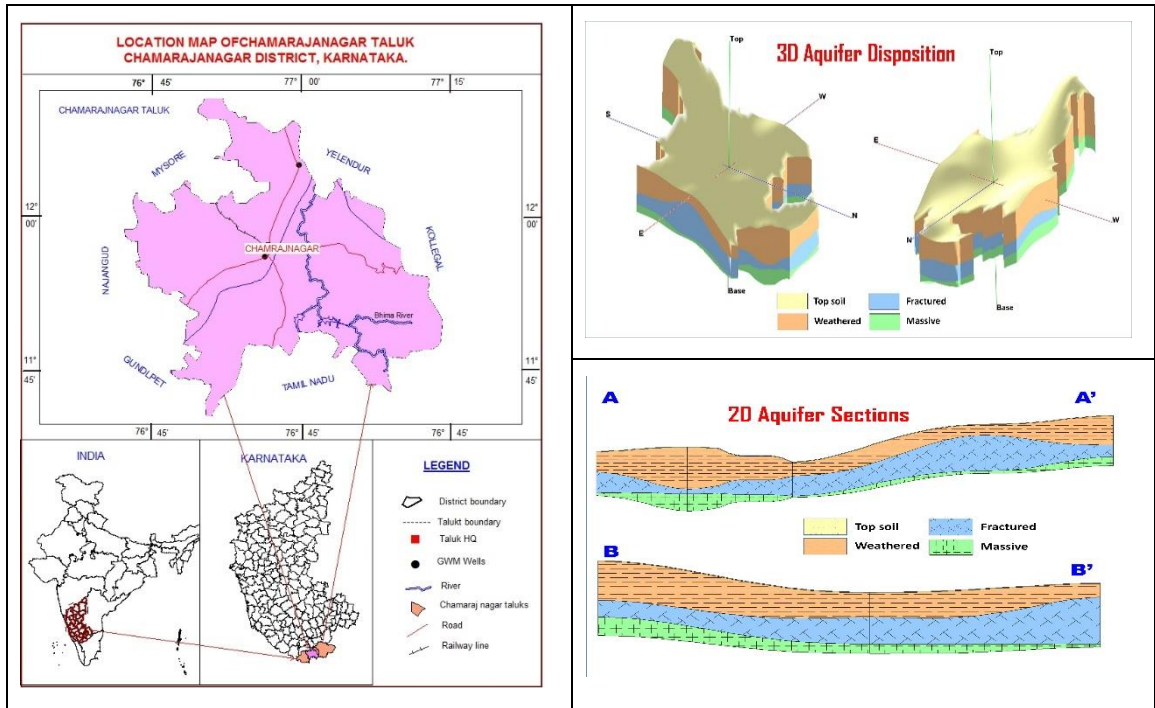 LOCATION MAP OFCHAMARAJANAGAR TALUK
CHAMARAJANAGAR DISTRICT, KARNATAKA.
76° 45'
77° 00'
77° 15'
CHAMARAJNAGAR TALUK
MYSORE
YELENDUR
12° 00'
12° 00'
NAJANGUD
CHAMRAJNAGAR
KOLLEGAL
Bhima River
11° 45'
11° 45'
GUNDLPET
TAMIL NADU
76° 45'
76° 45'
76° 45'
INDIA
KARNATAKA
LEGEND
District boundary
Talukt boundary
Taluk HQ
GWM Wells
River
Chamaraj nagar taluks
Road
Railway line
3D Aquifer Disposition
Top
S
W
E
N
Base
Top
E
W
N
Base
Top soil
Fractured
Weathered
Massive
A
A'
2D Aquifer Sections
Top soil
Fractured
Weathered
Massive
B
B'